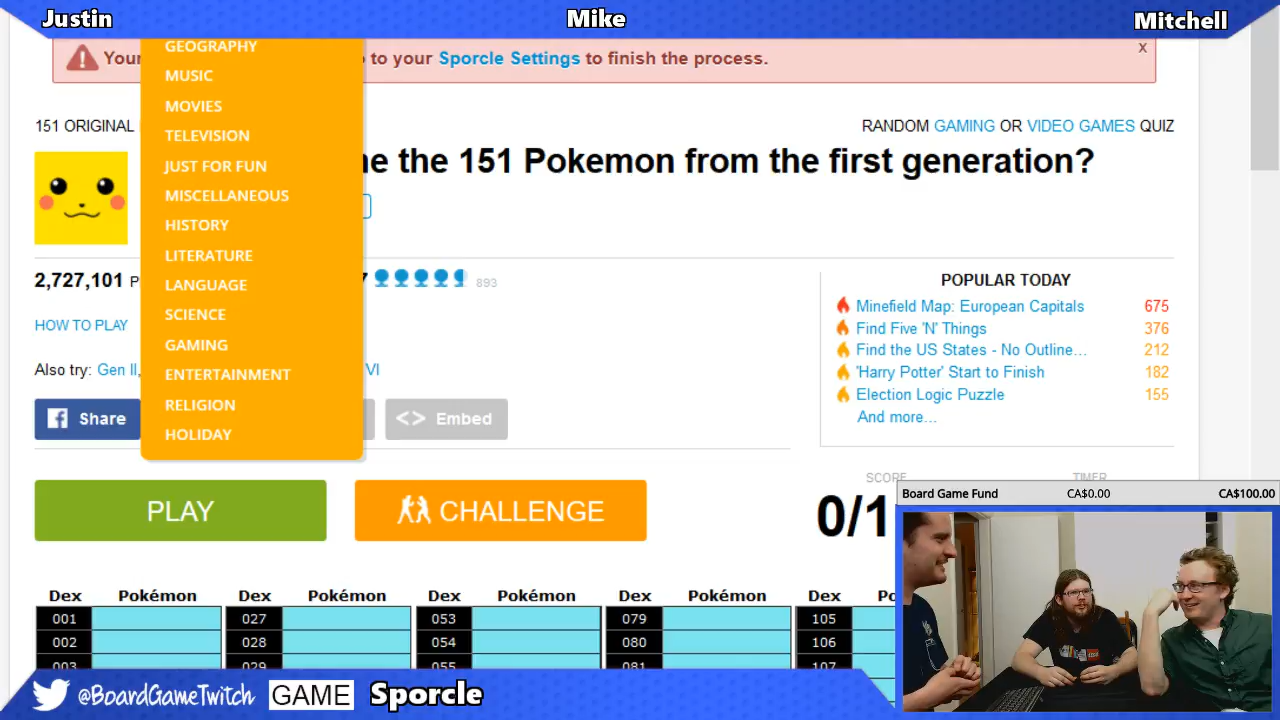 Justin
Mike
Mitchell
GEOGRAPHY
MUSIC
MOVIES
TELEVISION
JUST FOR FUN
MISCELLANEOUS
HISTORY
LITERATURE
LANGUAGE
SCIENCE
GAMING
ENTERTAINMENT
RELIGION
HOLIDAY
to your Sporcle Settings to finish the process.
x
151 ORIGINAL
RANDOM GAMING OR VIDEO GAMES QUIZ
the 151 Pokemon from the first generation?
2,727,101
893
HOW TO PLAY
Also try: Gen II,
VI
Share
<> Embed
POPULAR TODAY
Minefield Map: European Capitals 675
Find Five 'N' Things 376
Find the US States - No Outline... 212
'Harry Potter' Start to Finish 182
Election Logic Puzzle 155
And more...
PLAY
CHALLENGE
SCORE
TIMER
0/1
Board Game Fund CA$0.00 CA$100.00
Dex Pokémon Dex Pokémon Dex Pokémon Dex Pokémon Dex
001 027 053 079 105
002 028 054 080 106
003 029 055 081 107
@BoardGameTwitch GAME Sporcle